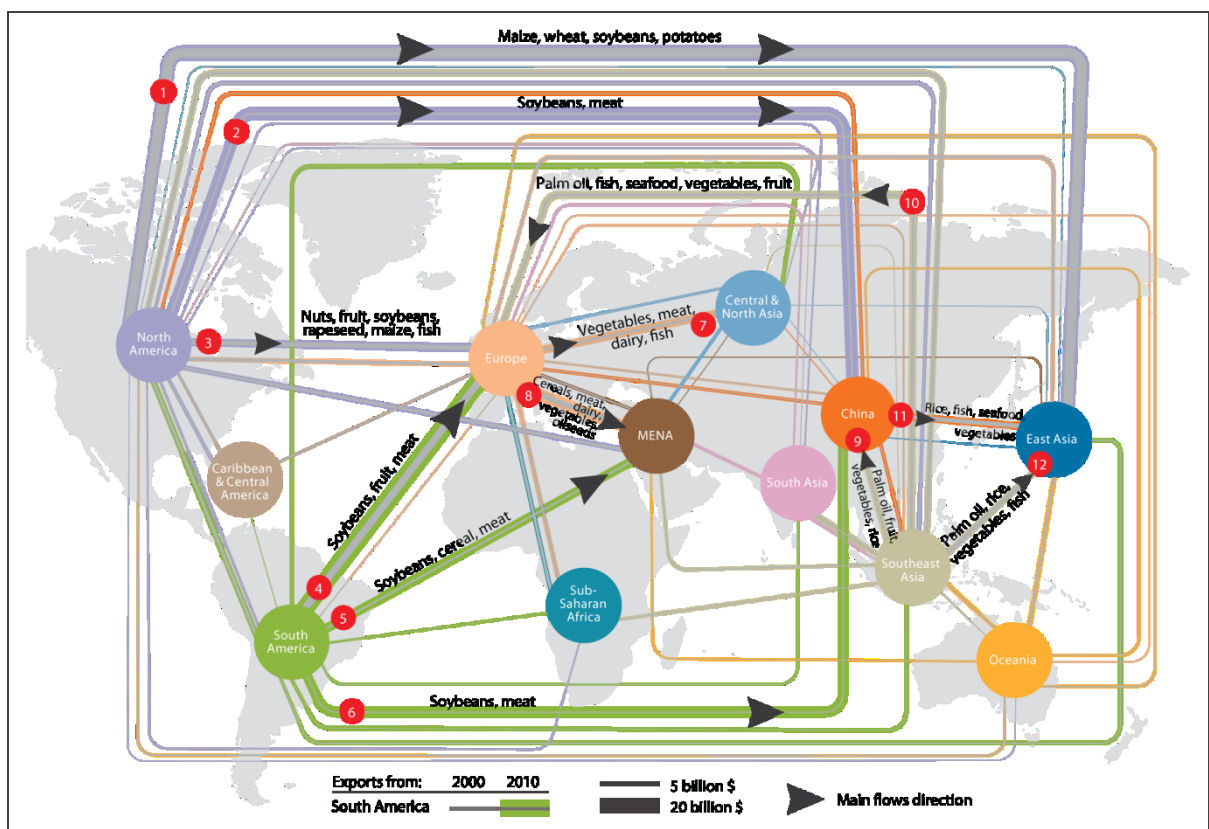 Maize, wheat, soybeans, potatoes
1
Soybeans, meat
2
Palm oil, fish, seafood, vegetables, fruit
10
Nuts, fruit, soybeans,
rapeseed, maize, fish
North
America
3
Central &
North Asia
Vegetables, meat,
dairy, fish
7
Europe
8
Cereals, meat,
dairy,
vegetables,
oilseeds
MENA
China
11
Rice, fish, seafood,
vegetables
9
East Asia
12
Caribbean
& Central
America
South Asia
Palm oil, fruit,
vegetables, rice
Palm oil, rice,
vegetables, fish
Southeast
Asia
Soybeans, fruit, meat
Soybeans, cereal, meat
4
5
Sub-
Saharan
Africa
South
America
Oceania
6
Soybeans, meat
Exports from: 2000 2010
South America
5 billion $
20 billion $
Main flows direction